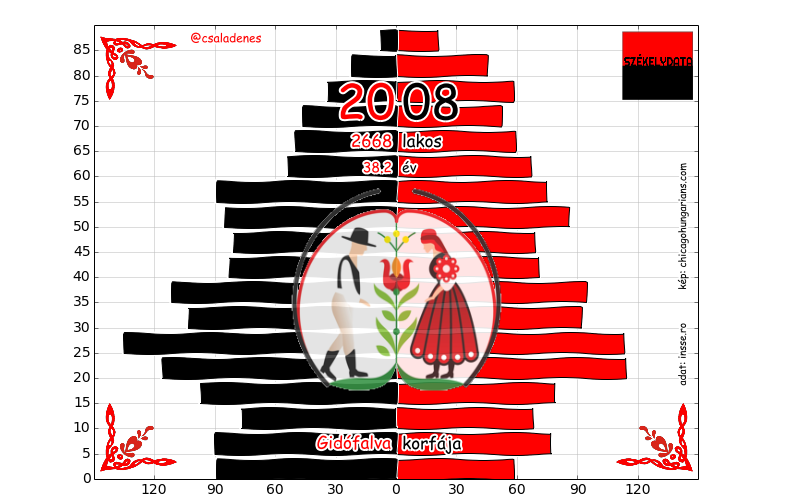 @csaladenes
SZÉKELYDATA
2008
2668 lakos
38.2 év
kép: chicagohungarians.com
adat: insse.ro
Gidófalva korfája
85
80
75
70
65
60
55
50
45
40
35
30
25
20
15
10
5
0
120 90 60 30 0 30 60 90 120